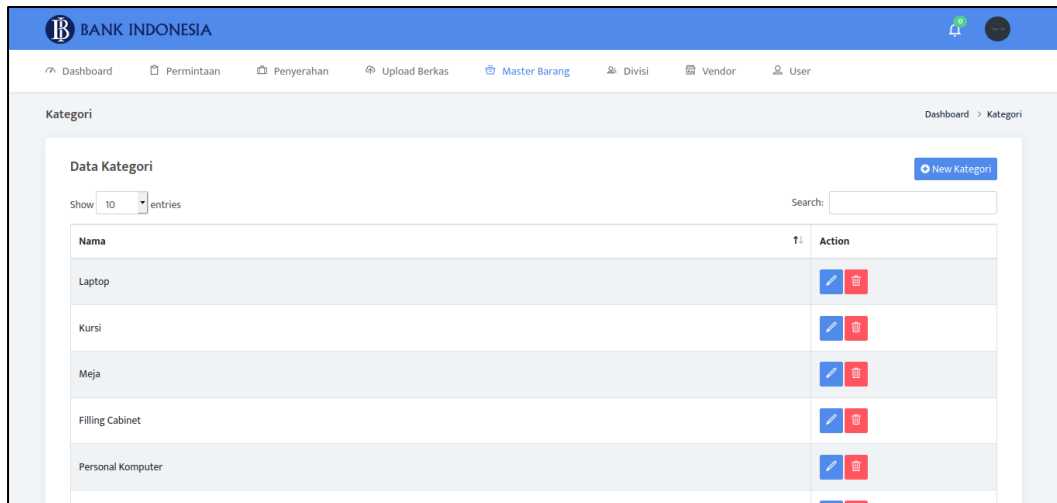 BANK INDONESIA
0
Dashboard Permintaan Penyerahan Upload Berkas Master Barang Divisi Vendor User
Kategori
Dashboard > Kategori
Data Kategori
New Kategori
Show 10 entries
Search:
Nama Action
Laptop
Kursi
Meja
Filling Cabinet
Personal Komputer